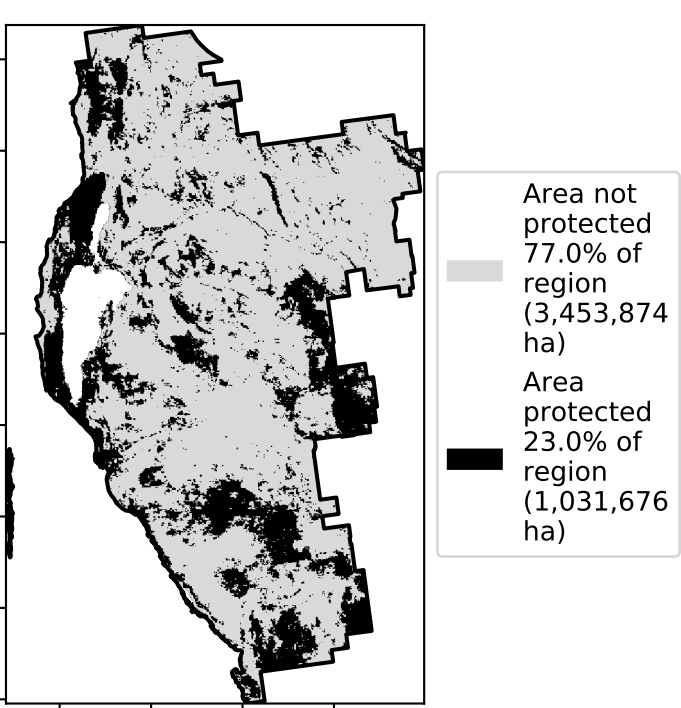 Area not
protected
77.0% of
region
(3,453,874
ha)
Area
protected
23.0% of
region
(1,031,676
ha)